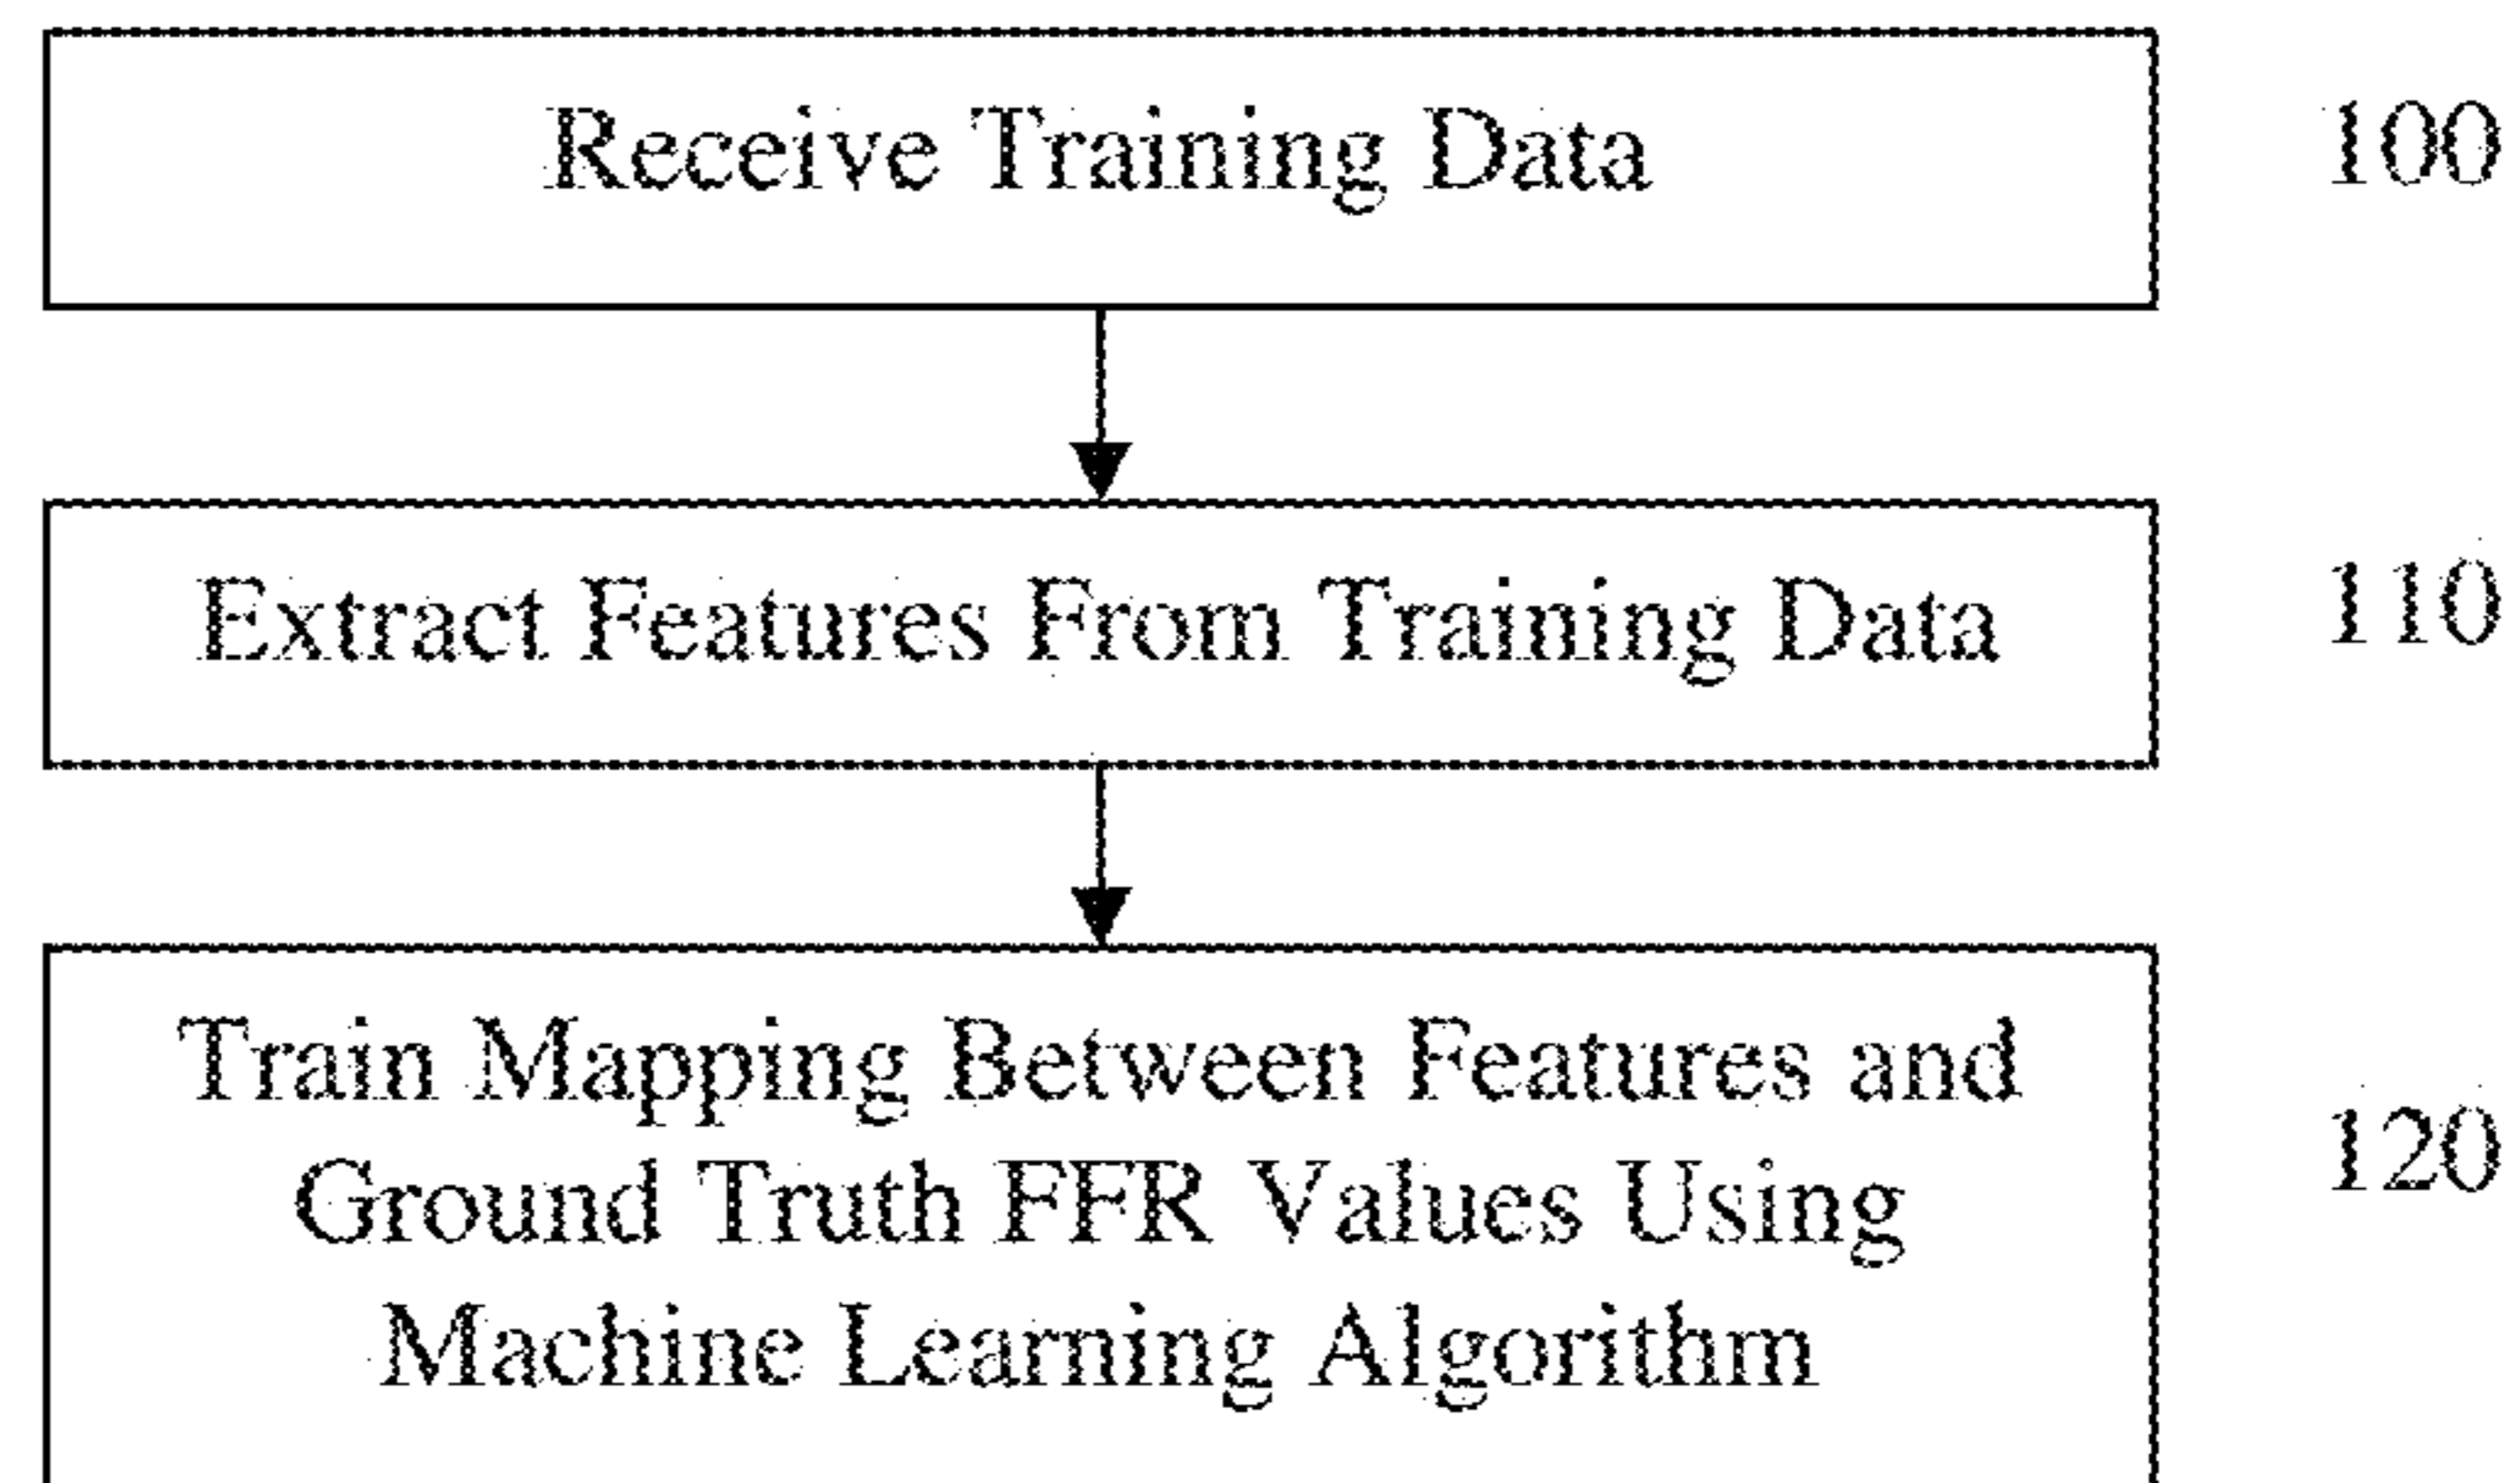 Receive Training Data
100
Extract Features From Training Data
110
Train Mapping Between Features and
Ground Truth FFR Values Using
Machine Learning Algorithm
120